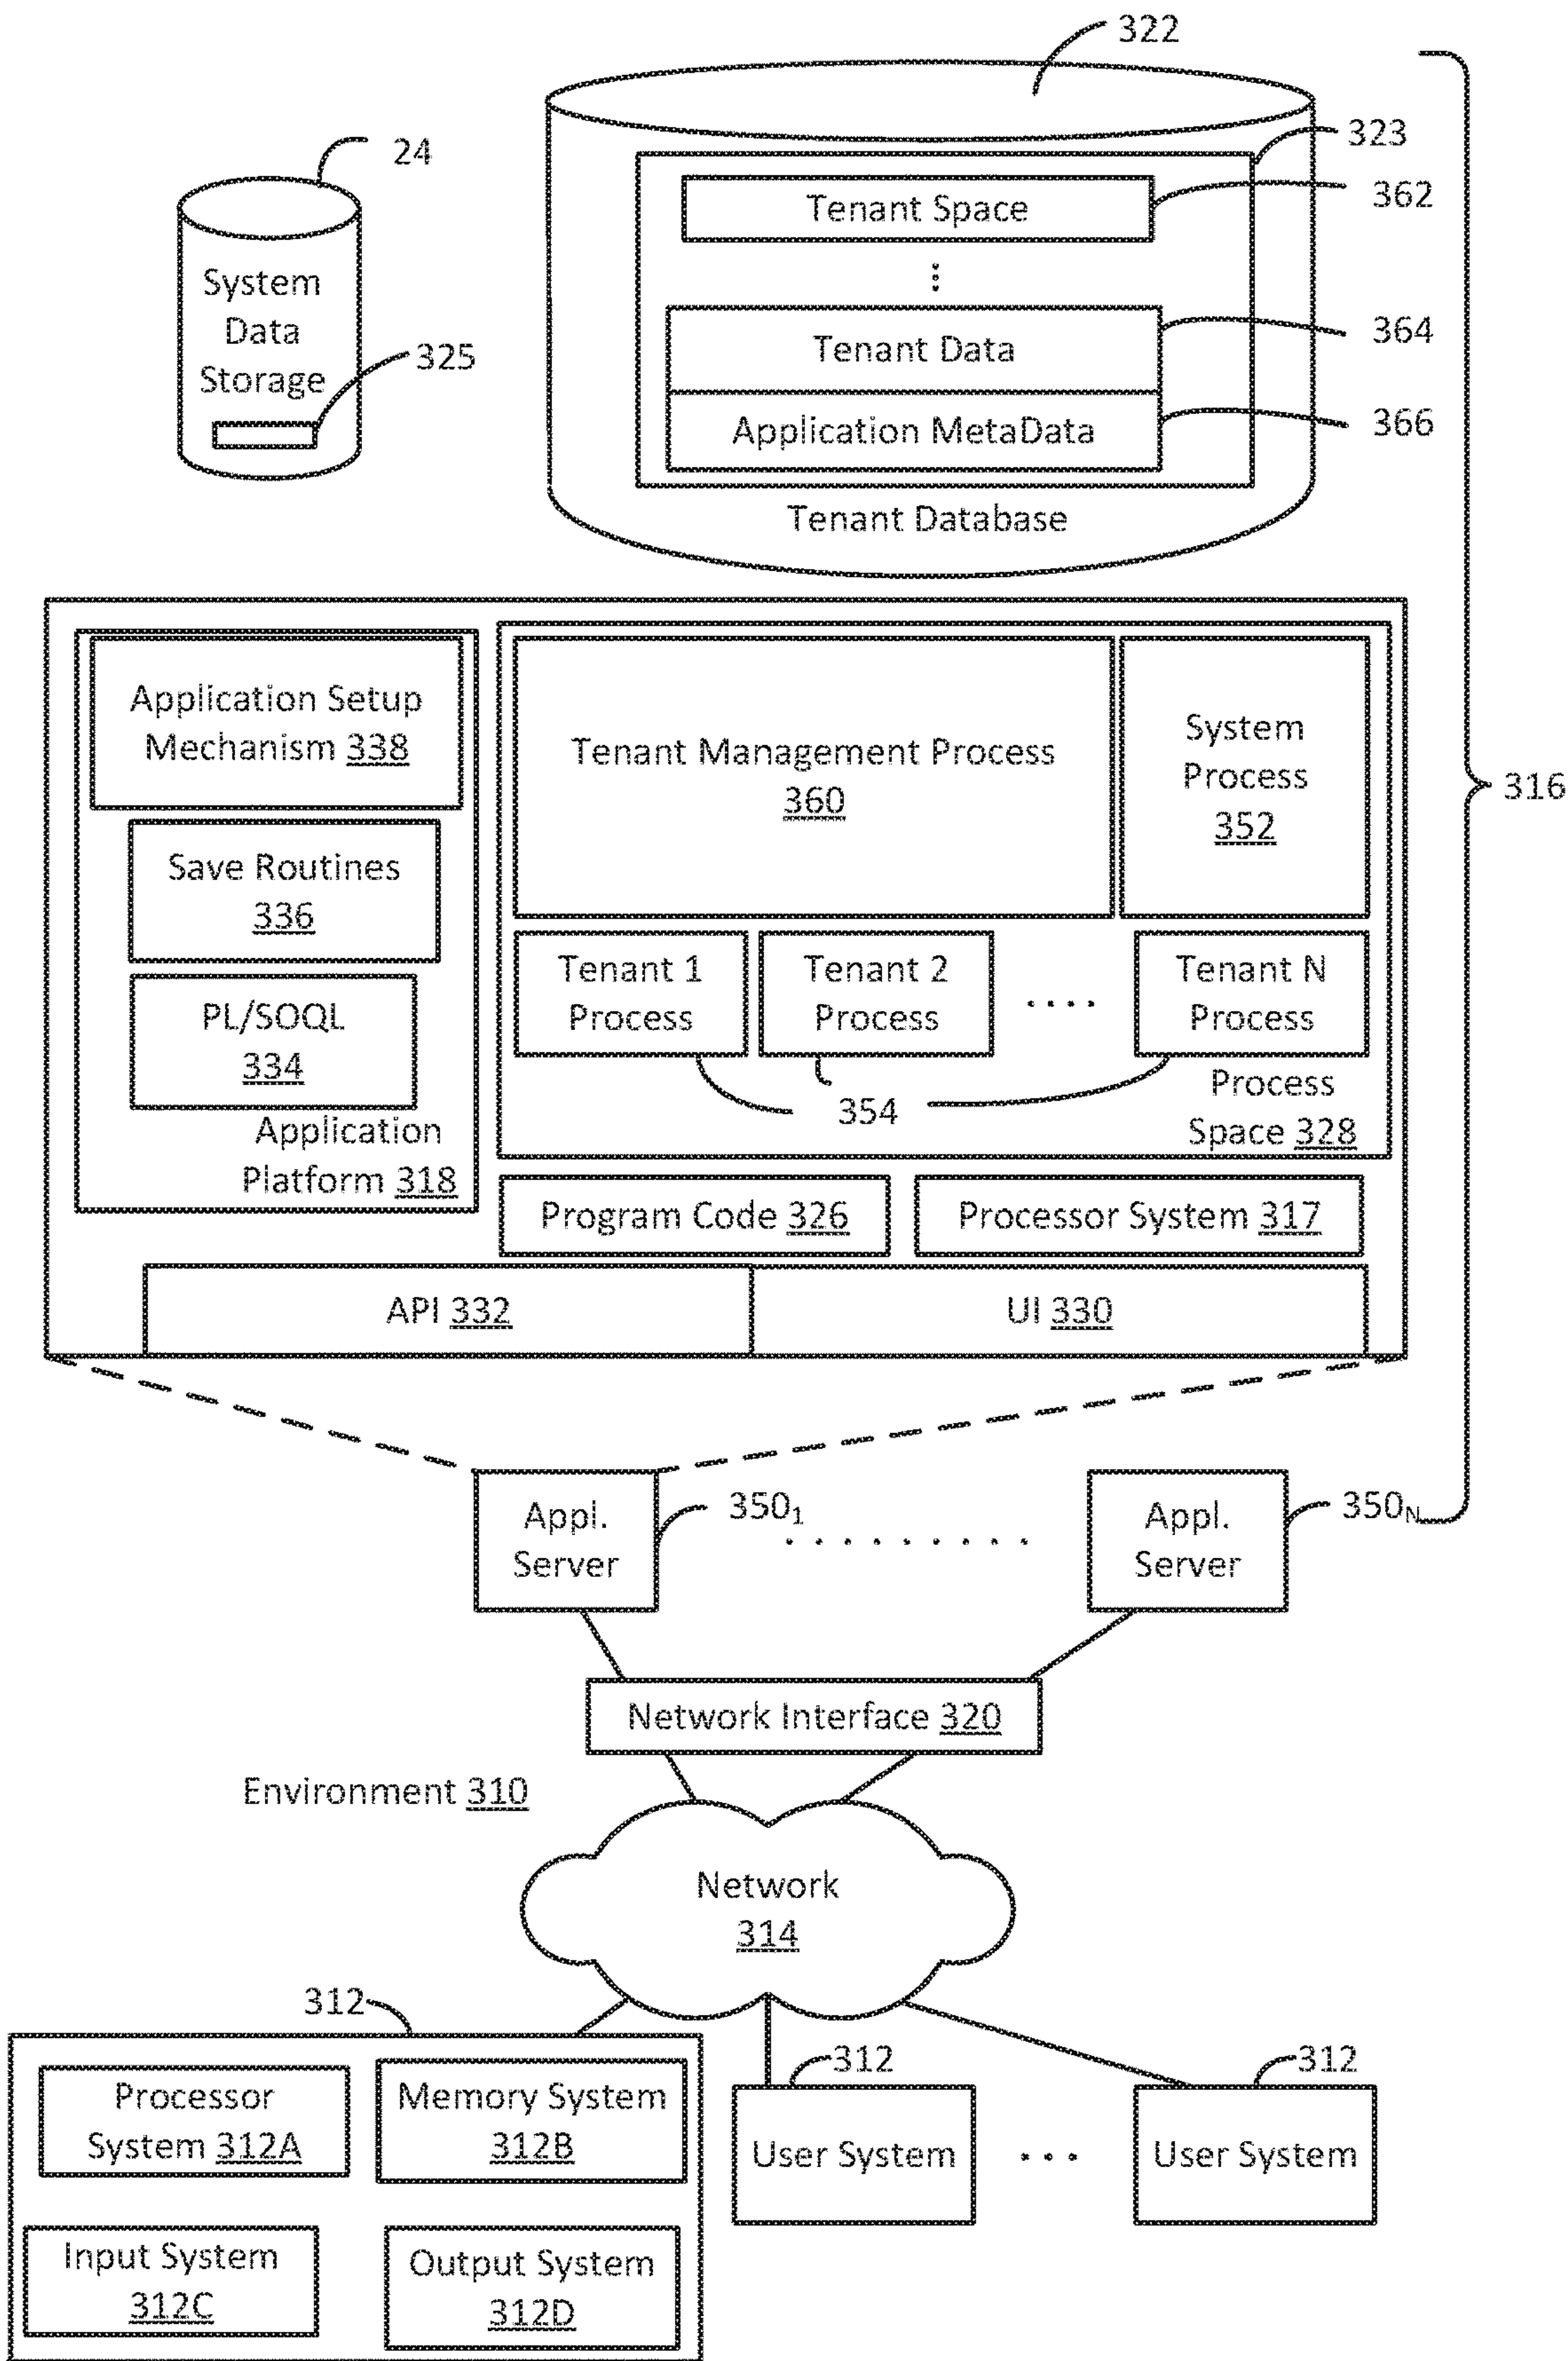 322
24
323
Tenant Space
362
System
Data
Storage
325
Tenant Data
364
Application MetaData
366
Tenant Database
Application Setup
Mechanism 338
Tenant Management Process
360
System
Process
352
316
Save Routines
336
Tenant 1
Process
Tenant 2
Process
Tenant N
Process
PL/SOQL
334
354
Process
Space 328
Application
Platform 318
Program Code 326
Processor System 317
API 332
UI 330
Appl.
Server
350₁
Appl.
Server
350N
Network Interface 320
Environment 310
Network
314
312
Processor
System 312A
Memory System
312B
312
User System
312
User System
Input System
312C
Output System
312D